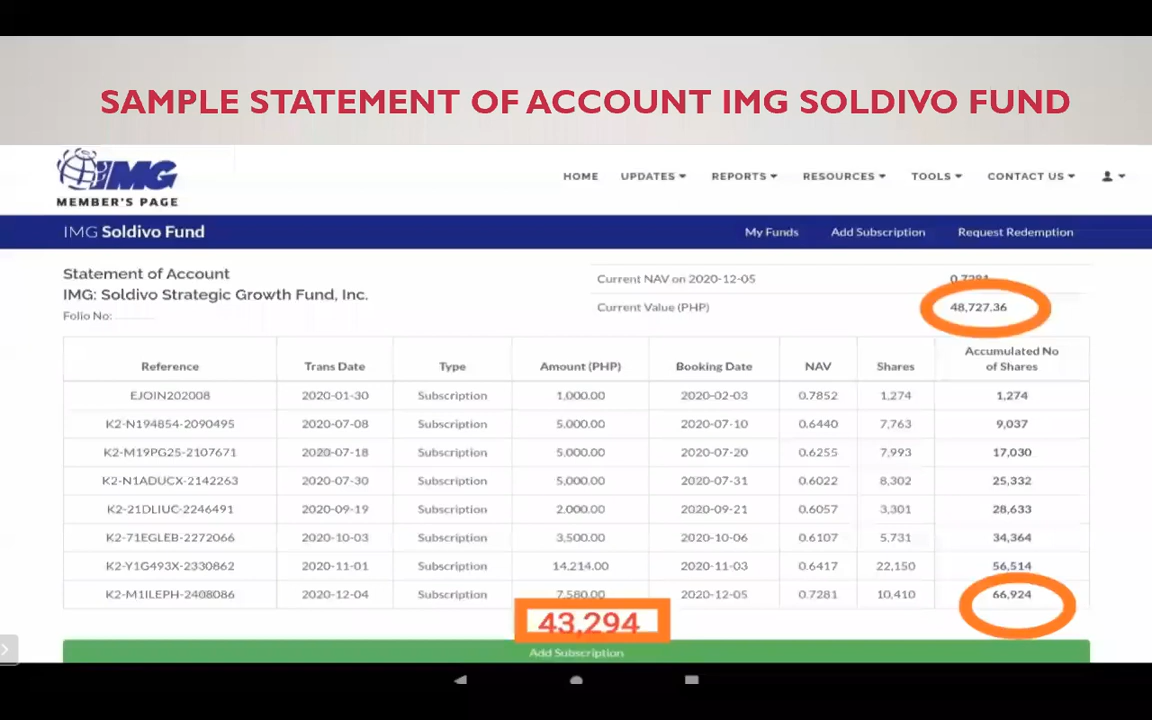 SAMPLE STATEMENT OF ACCOUNT IMG SOLDIVO FUND
IMG
MEMBER'S PAGE
HOME UPDATES REPORTS RESOURCES TOOLS CONTACT US
IMG Soldivo Fund My Funds Add Subscription Request Redemption
Statement of Account
IMG: Soldivo Strategic Growth Fund, Inc.
Folio No:
Current NAV on 2020-12-05 0.7281
Current Value (PHP) 48,727.36
Reference Trans Date Type Amount (PHP) Booking Date NAV Shares Accumulated No of Shares
EJOIN202008 2020-01-30 Subscription 1,000.00 2020-02-03 0.7852 1,274 1,274
K2-N194854-2090495 2020-07-08 Subscription 5.000.00 2020-07-10 0.6440 7,763 9,037
K2-M19PG25-2107671 2020-07-18 Subscription 5,000.00 2020-07-20 0.6255 7,993 17,030
K2-N1ADUCX-2142263 2020-07-30 Subscription 5,000.00 2020-07-31 0.6022 8,302 25,332
K2-21DLIUC-2246491 2020-09-19 Subscription 2,000.00 2020-09-21 0.6057 3,301 28,633
K2-71EGLEB-2272066 2020-10-03 Subscription 3,500.00 2020-10-06 0.6107 5,731 34,364
K2-Y1G493X-2330862 2020-11-01 Subscription 14,214.00 2020-11-03 0.6417 22,150 56,514
K2-M1ILEPH-2408086 2020-12-04 Subscription 7,580.00 2020-12-05 0.7281 10,410 66,924
43,294
Add Subscription